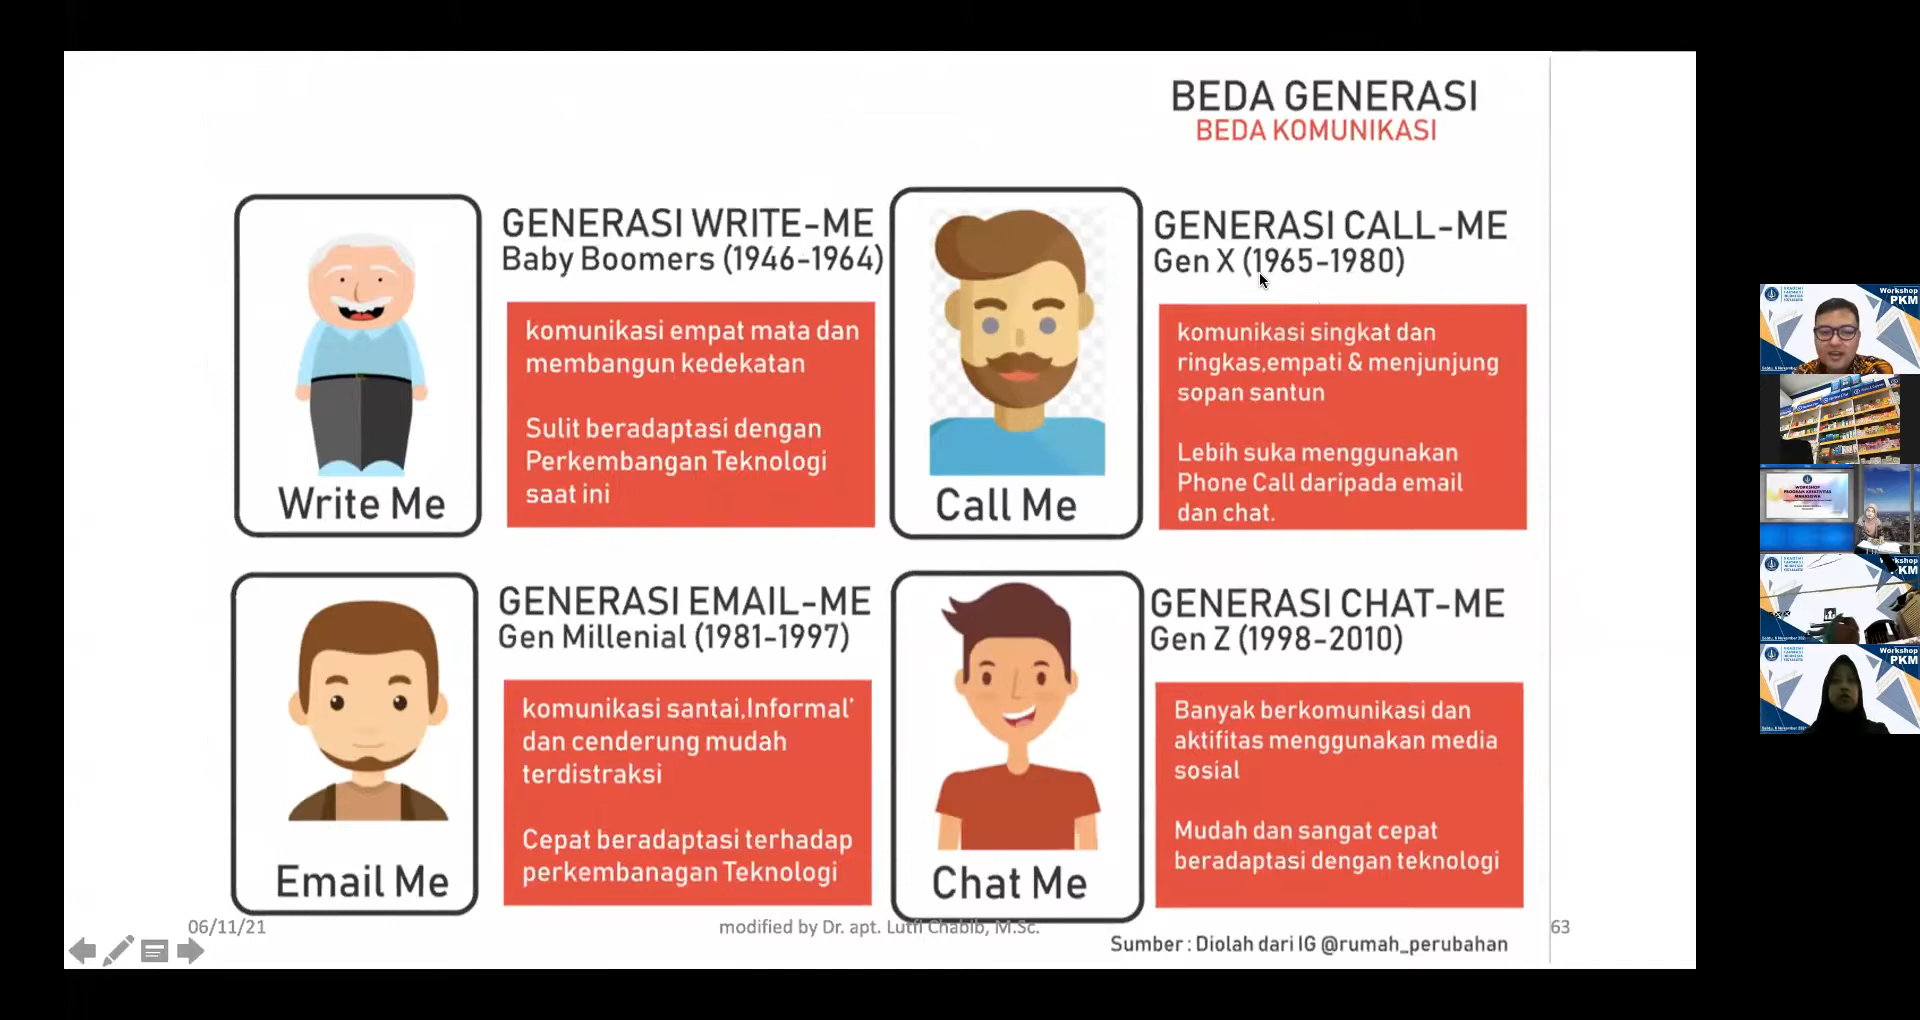 BEDA GENERASI
BEDA KOMUNIKASI
GENERASI WRITE-ME
Baby Boomers (1946-1964)
komunikasi empat mata dan
membangun kedekatan
Sulit beradaptasi dengan
Perkembangan Teknologi
saat ini
Write Me
GENERASI CALL-ME
Gen X (1965-1980)
komunikasi singkat dan
ringkas,empati & menjunjung
sopan santun
Lebih suka menggunakan
Phone Call daripada email
dan chat.
Call Me
GENERASI EMAIL-ME
Gen Millenial (1981-1997)
komunikasi santai,Informal'
dan cenderung mudah
terdistraksi
Cepat beradaptasi terhadap
perkembanagan Teknologi
Email Me
GENERASI CHAT-ME
Gen Z (1998-2010)
Banyak berkomunikasi dan
aktifitas menggunakan media
sosial
Mudah dan sangat cepat
beradaptasi dengan teknologi
Chat Me
06/11/21
modified by Dr. apt. Lutfi Chabib, M.Sc.
63
Sumber : Diolah dari IG @rumah_perubahan
Workshop
PKM
WORKSHOP
PROGRAM KREATIVITAS
MAHASISWA
PKM
Workshop
PKM